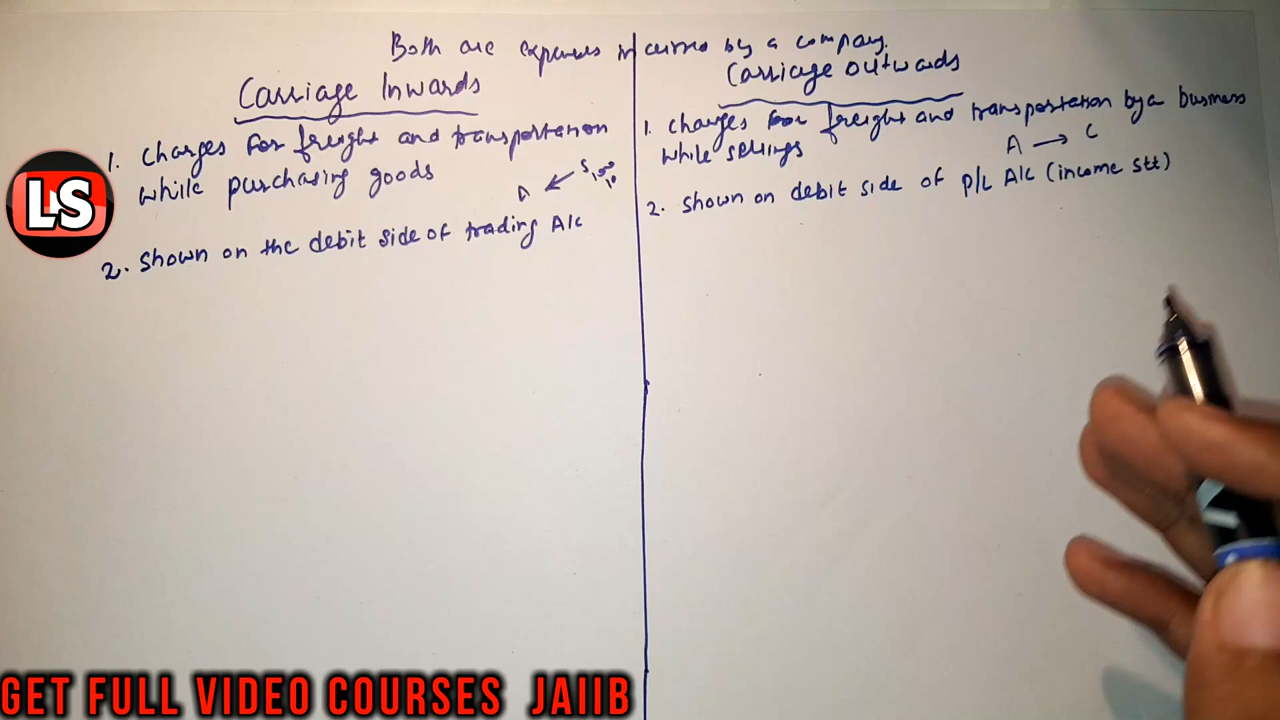 Both are expenses incurred by a company.
Carriage Inwards
1. charges for freight and transportation
while purchasing goods
A ← S
100
10
2. shown on the debit side of trading A/c
Carriage Outwards
1. charges for freight and transportation by a business
while sellings
A → C
2. shown on debit side of P/L A/c (income stt)
LS
GET FULL VIDEO COURSES JAIIB